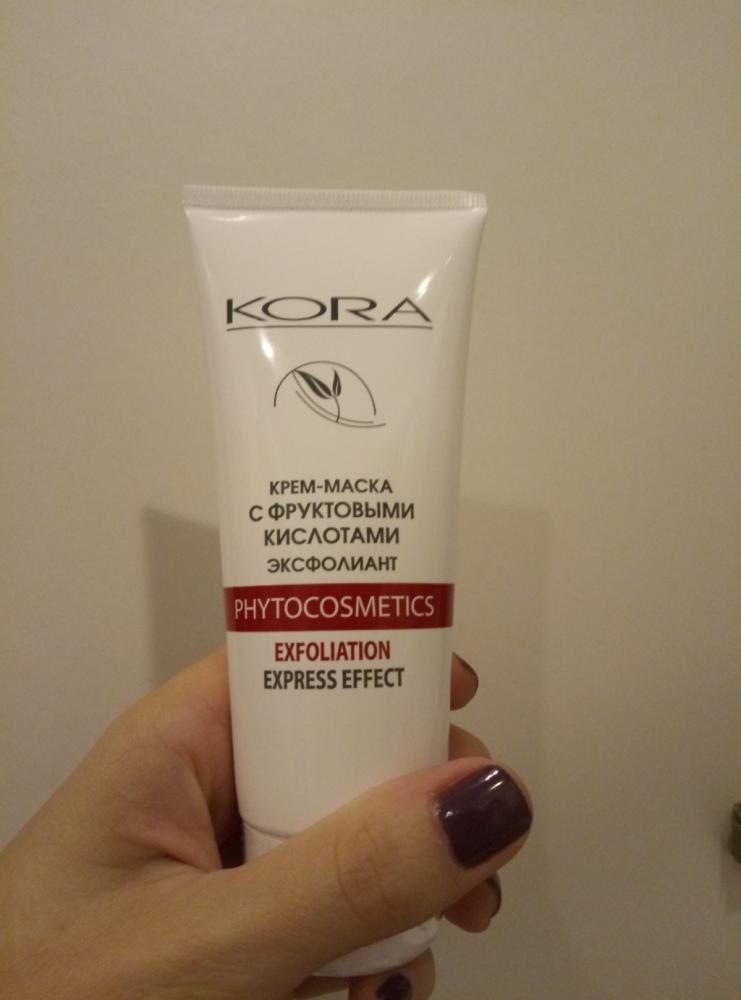 KORA
КРЕМ-МАСКА
С ФРУКТОВЫМИ
КИСЛОТАМИ
ЭКСФОЛИАНТ
PHYTOCOSMETICS
EXFOLIATION
EXPRESS EFFECT